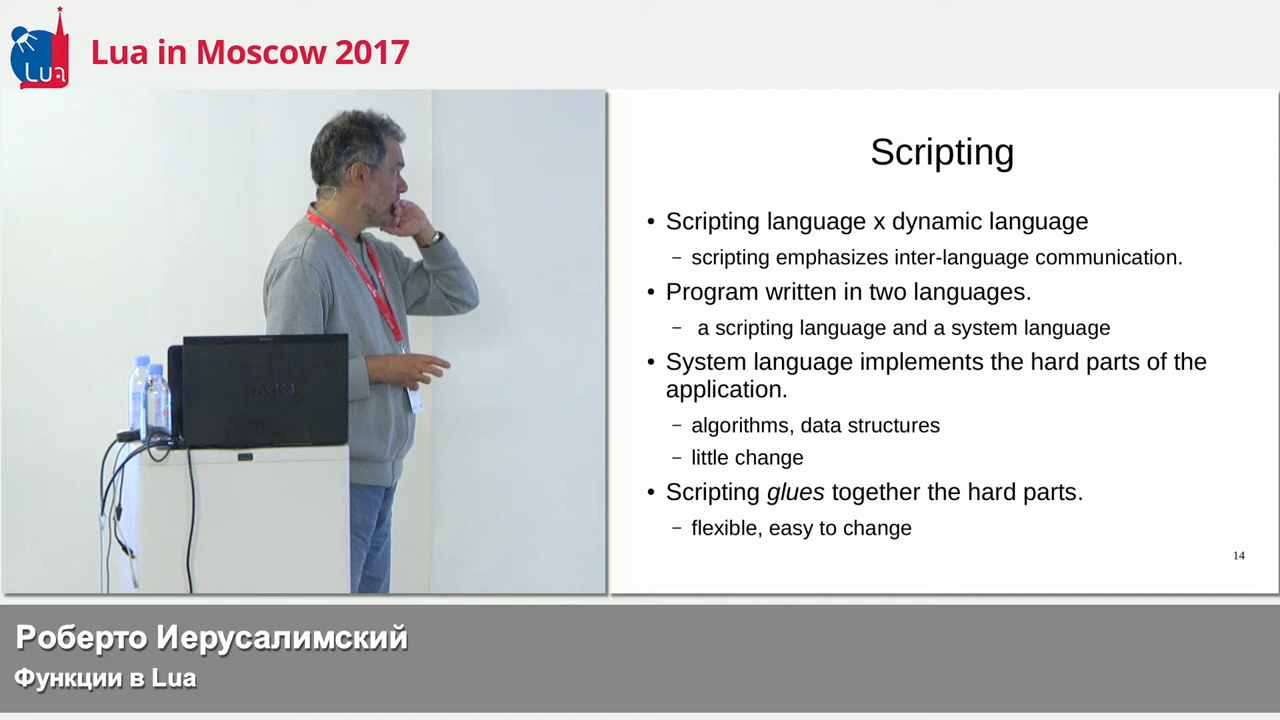 Lua
Lua in Moscow 2017
Scripting
• Scripting language x dynamic language
– scripting emphasizes inter-language communication.
• Program written in two languages.
– a scripting language and a system language
• System language implements the hard parts of the
application.
– algorithms, data structures
– little change
• Scripting glues together the hard parts.
– flexible, easy to change
14
Роберто Иерусалимский
Функции в Lua